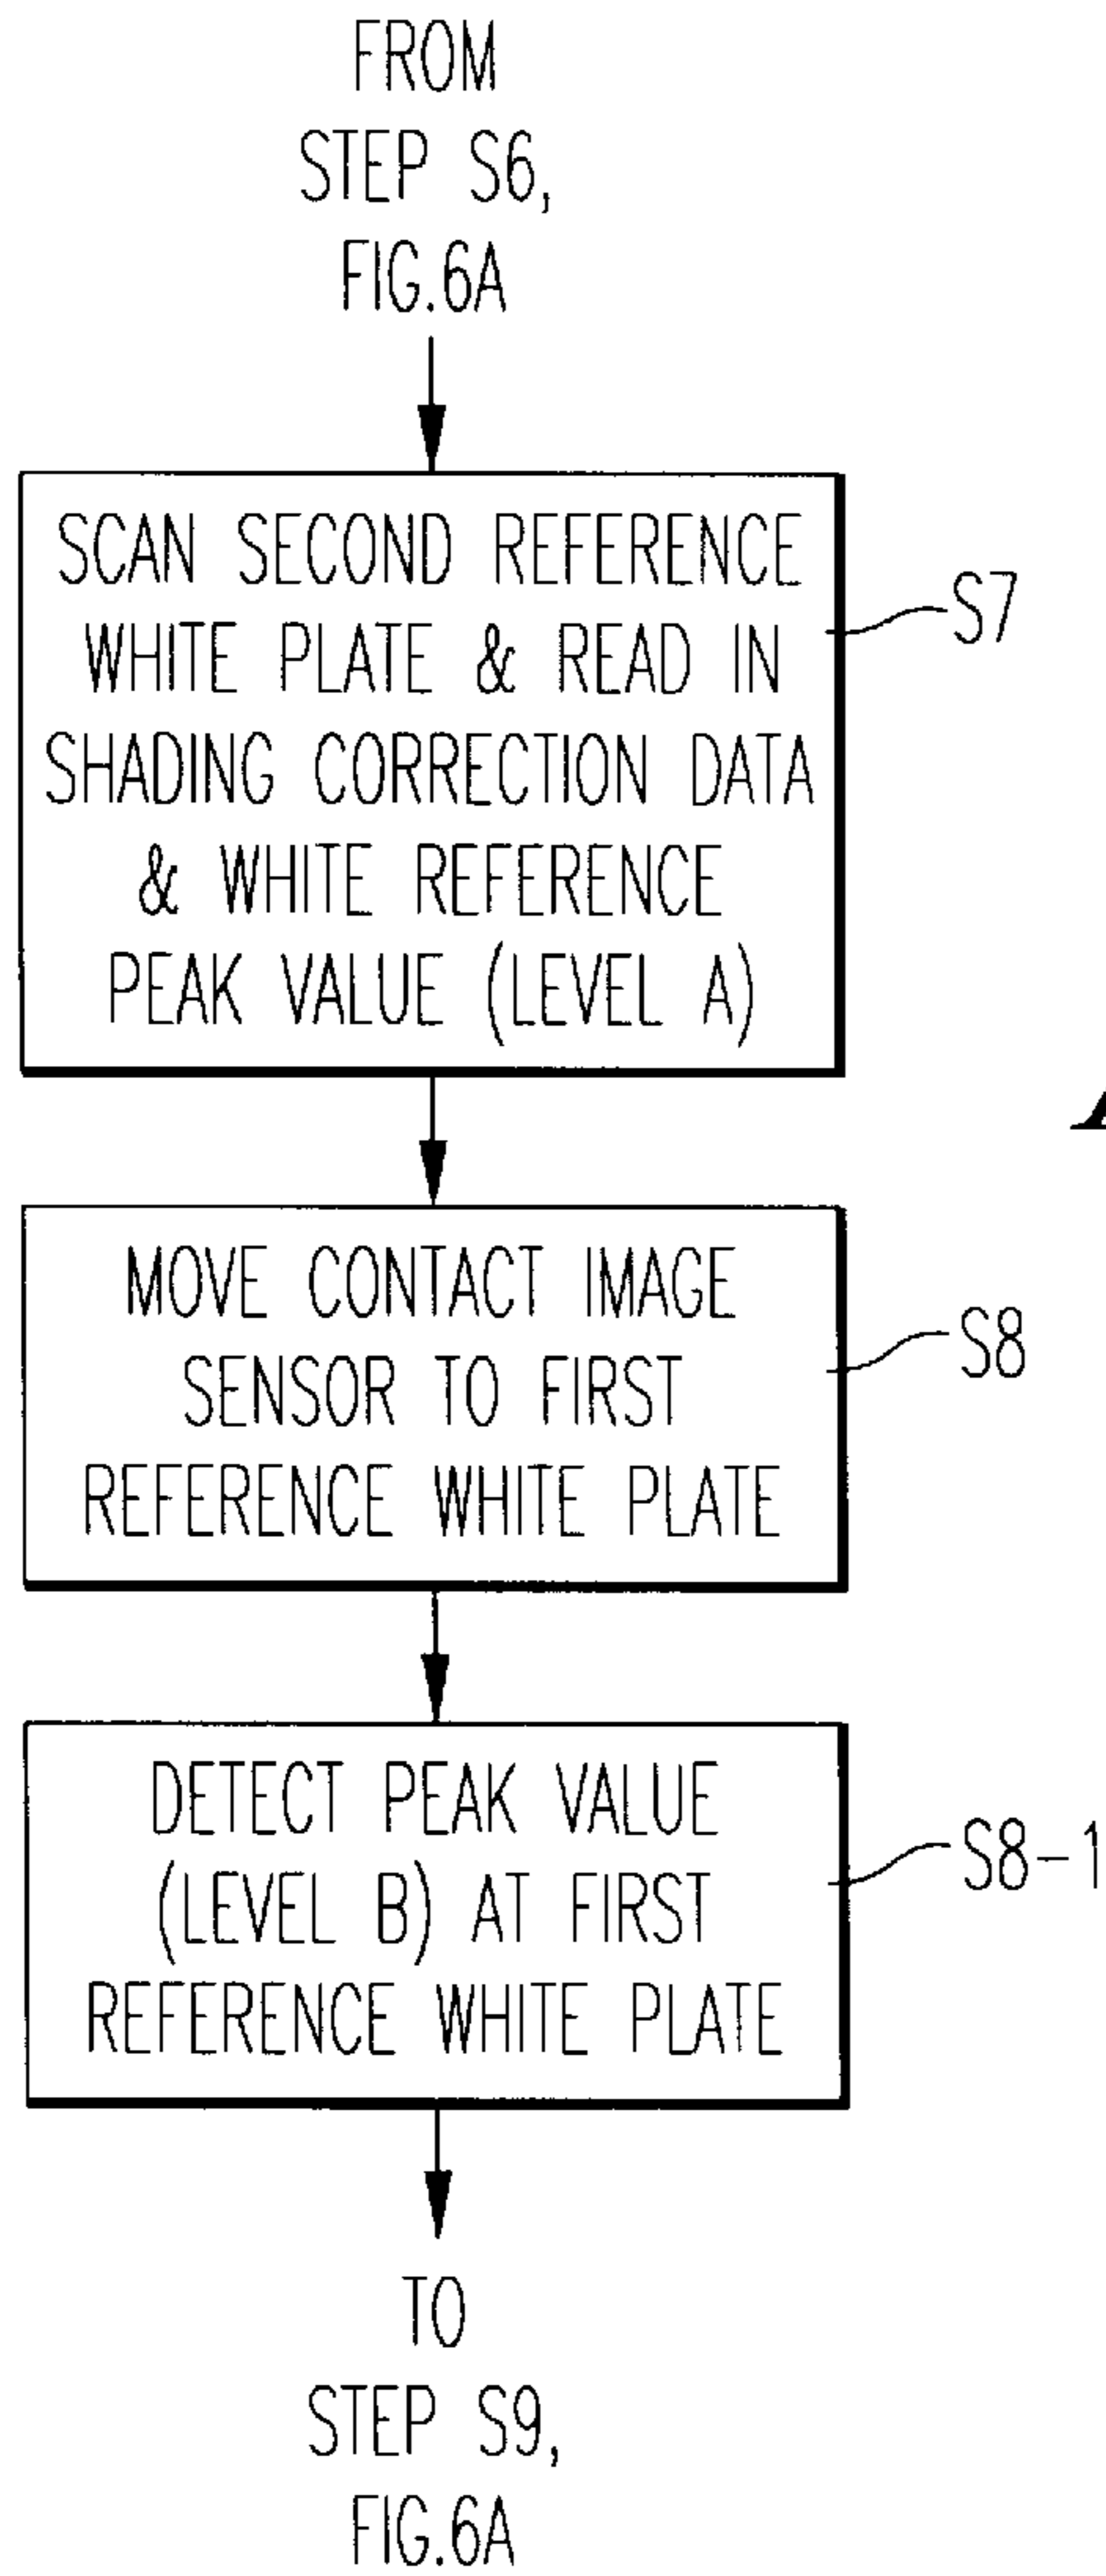 FROM
STEP S6,
FIG.6A
SCAN SECOND REFERENCE
WHITE PLATE & READ IN
SHADING CORRECTION DATA
& WHITE REFERENCE
PEAK VALUE (LEVEL A)
S7
MOVE CONTACT IMAGE
SENSOR TO FIRST
REFERENCE WHITE PLATE
S8
DETECT PEAK VALUE
(LEVEL B) AT FIRST
REFERENCE WHITE PLATE
S8-1
TO
STEP S9,
FIG.6A